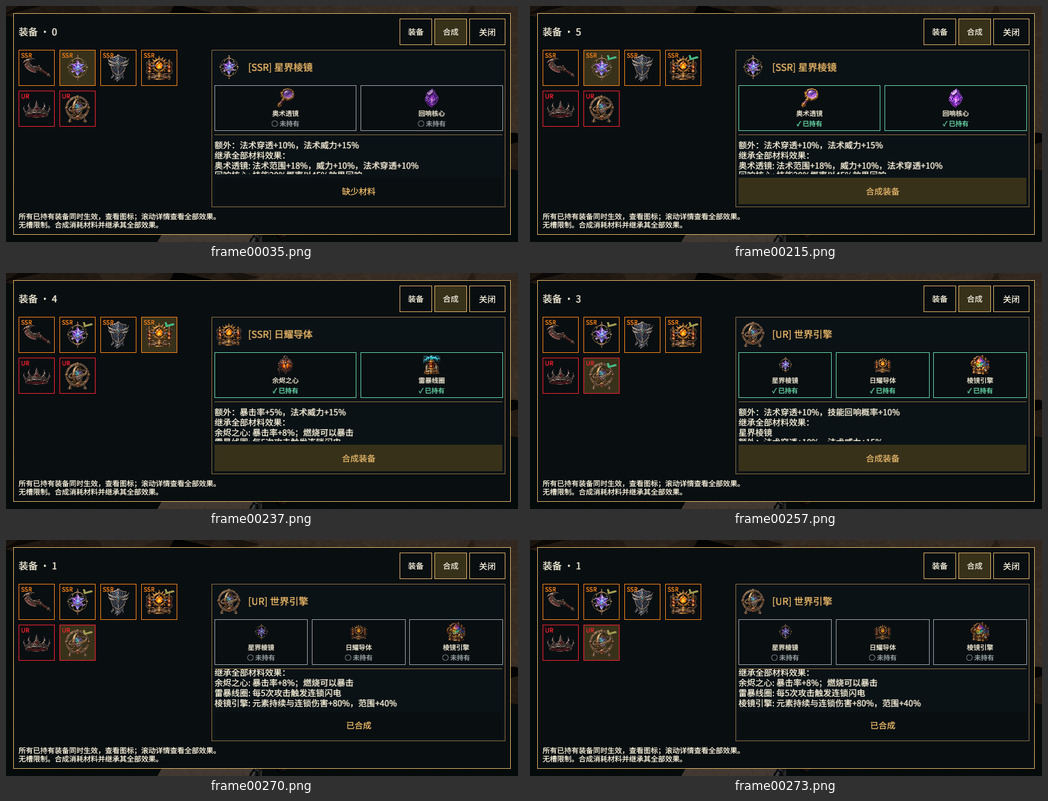 装备 · 0
装备
合成
关闭
SSR
SSR
SSR
SSR
UR
UR
[SSR] 星界棱镜
奥术透镜
○ 未持有
回响核心
○ 未持有
额外: 法术穿透+10%, 法术威力+15%
继承全部材料效果:
奥术透镜: 法术范围+18%, 威力+10%, 法术穿透+10%
缺少材料
所有已持有装备同时生效, 查看图标; 滚动详情查看全部效果。
无槽限制。合成消耗材料并继承其全部效果。
frame00035.png
装备 · 5
装备
合成
关闭
SSR
SSR
SSR
SSR
UR
UR
[SSR] 星界棱镜
奥术透镜
✓已持有
回响核心
✓已持有
额外: 法术穿透+10%, 法术威力+15%
继承全部材料效果:
奥术透镜: 法术范围+18%, 威力+10%, 法术穿透+10%
合成装备
所有已持有装备同时生效, 查看图标; 滚动详情查看全部效果。
无槽限制。合成消耗材料并继承其全部效果。
frame00215.png
装备 · 4
装备
合成
关闭
SSR
SSR
SSR
SSR
UR
UR
[SSR] 日耀导体
余烬之心
✓已持有
雷暴线圈
✓已持有
额外: 暴击率+5%, 法术威力+15%
继承全部材料效果:
余烬之心: 暴击率+8%; 燃烧可以暴击
合成装备
所有已持有装备同时生效, 查看图标; 滚动详情查看全部效果。
无槽限制。合成消耗材料并继承其全部效果。
frame00237.png
装备 · 3
装备
合成
关闭
SSR
SSR
SSR
SSR
UR
UR
[UR] 世界引擎
星界棱镜
✓已持有
日耀导体
✓已持有
棱镜引擎
✓已持有
额外: 法术穿透+10%, 技能回响概率+10%
继承全部材料效果:
星界棱镜
合成装备
所有已持有装备同时生效, 查看图标; 滚动详情查看全部效果。
无槽限制。合成消耗材料并继承其全部效果。
frame00257.png
装备 · 1
装备
合成
关闭
SSR
SSR
SSR
SSR
UR
UR
[UR] 世界引擎
星界棱镜
○ 未持有
日耀导体
○ 未持有
棱镜引擎
○ 未持有
继承全部材料效果:
余烬之心: 暴击率+8%; 燃烧可以暴击
雷暴线圈: 每5次攻击触发连锁闪电
棱镜引擎: 元素持续与连锁伤害+80%, 范围+40%
已合成
所有已持有装备同时生效, 查看图标; 滚动详情查看全部效果。
无槽限制。合成消耗材料并继承其全部效果。
frame00270.png
装备 · 1
装备
合成
关闭
SSR
SSR
SSR
SSR
UR
UR
[UR] 世界引擎
星界棱镜
○ 未持有
日耀导体
○ 未持有
棱镜引擎
○ 未持有
继承全部材料效果:
余烬之心: 暴击率+8%; 燃烧可以暴击
雷暴线圈: 每5次攻击触发连锁闪电
棱镜引擎: 元素持续与连锁伤害+80%, 范围+40%
已合成
所有已持有装备同时生效, 查看图标; 滚动详情查看全部效果。
无槽限制。合成消耗材料并继承其全部效果。
frame00273.png